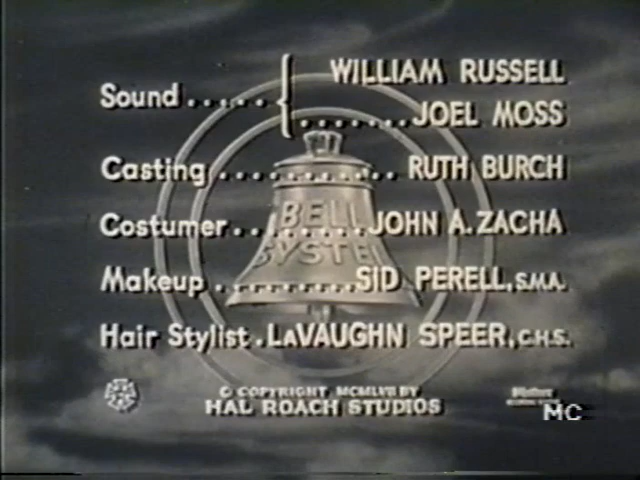 Sound.....{ WILLIAM RUSSELL
.......JOEL MOSS
Casting........... RUTH BURCH
Costumer.........JOHN A. ZACHA
BELL
SYSTEM
Makeup.........SID PERELL, S.M.A.
Hair Stylist.LAVAUGHN SPEER, C.H.S.
© COPYRIGHT MCMLVII BY
HAL ROACH STUDIOS
MC